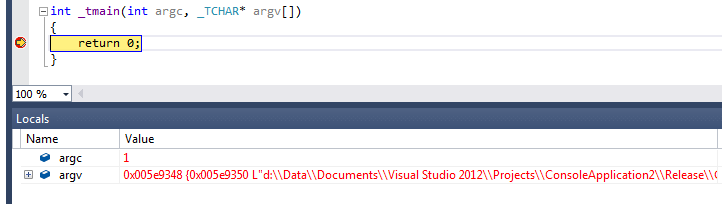 int _tmain(int argc, _TCHAR* argv[])
{
return 0;
}
100 %
Locals
Name Value
argc 1
argv 0x005e9348 {0x005e9350 L"d:\\Data\\Documents\\Visual Studio 2012\\Projects\\ConsoleApplication2\\Release\\